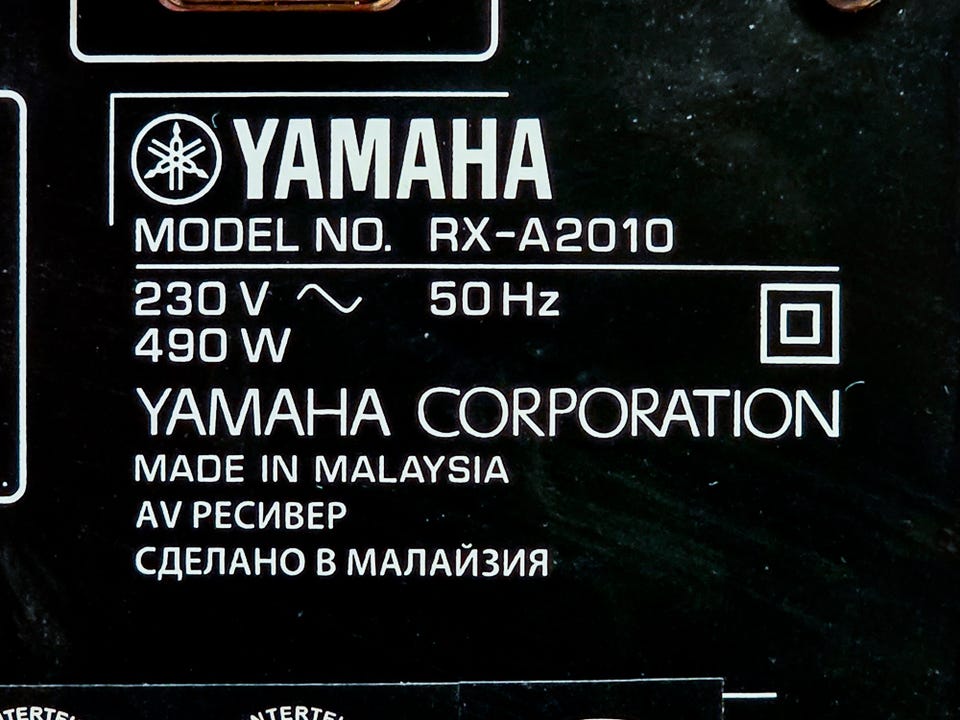 YAMAHA
MODEL NO. RX-A2010
230 V ~ 50 Hz
490 W
YAMAHA CORPORATION
MADE IN MALAYSIA
AV РЕСИВЕР
СДЕЛАНО В МАЛАЙЗИЯ